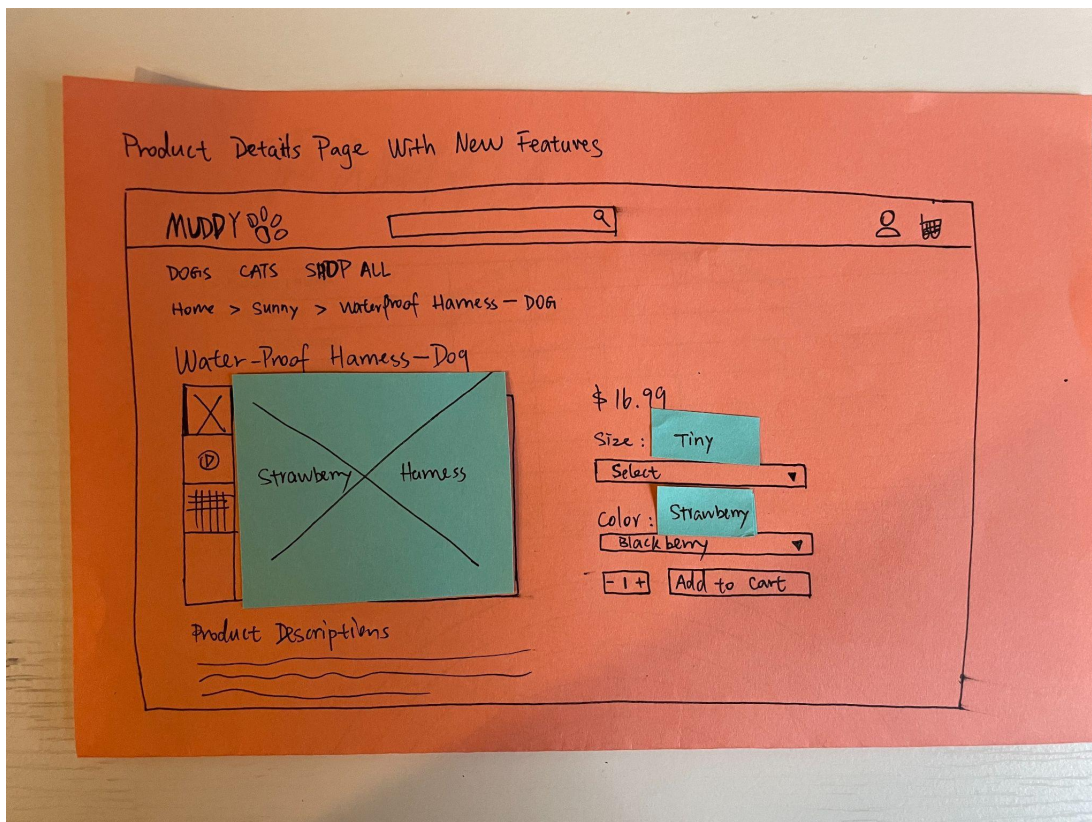 Product Details Page With New Features
MUDDY
DOGS CATS SHOP ALL
Home > Sunny > Waterproof Harness – DOG
Water-Proof Harness – Dog
Strawberry Harness
$ 16.99
Size : Tiny
Select
Color : Strawberry
Blackberry
- 1 + Add to Cart
Product Descriptions